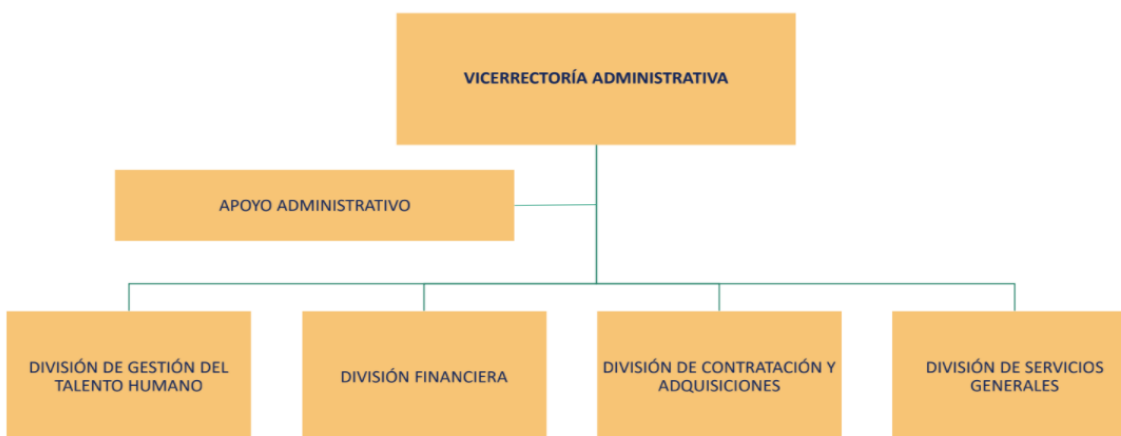 VICERRECTORÍA ADMINISTRATIVA
APOYO ADMINISTRATIVO
DIVISIÓN DE GESTIÓN DEL
TALENTO HUMANO
DIVISIÓN FINANCIERA
DIVISIÓN DE CONTRATACIÓN Y
ADQUISICIONES
DIVISIÓN DE SERVICIOS
GENERALES